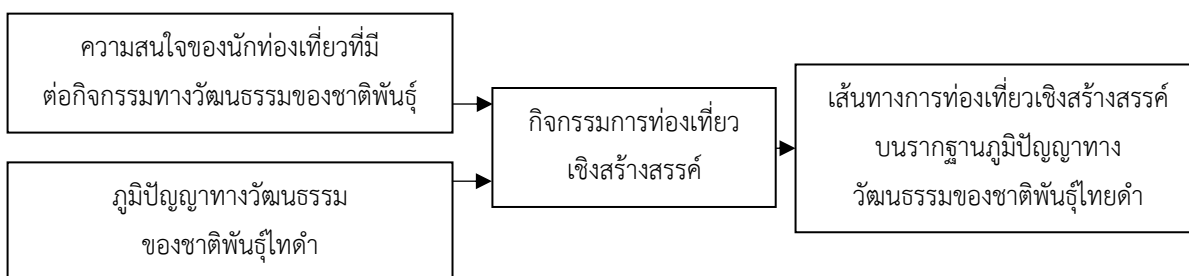 ความสนใจของนักท่องเที่ยวที่มี
ต่อกิจกรรมทางวัฒนธรรมของชาติพันธุ์
ภูมิปัญญาทางวัฒนธรรม
ของชาติพันธุ์ไทดำ
กิจกรรมการท่องเที่ยว
เชิงสร้างสรรค์
เส้นทางการท่องเที่ยวเชิงสร้างสรรค์
บนรากฐานภูมิปัญญาทาง
วัฒนธรรมของชาติพันธุ์ไทยดำ